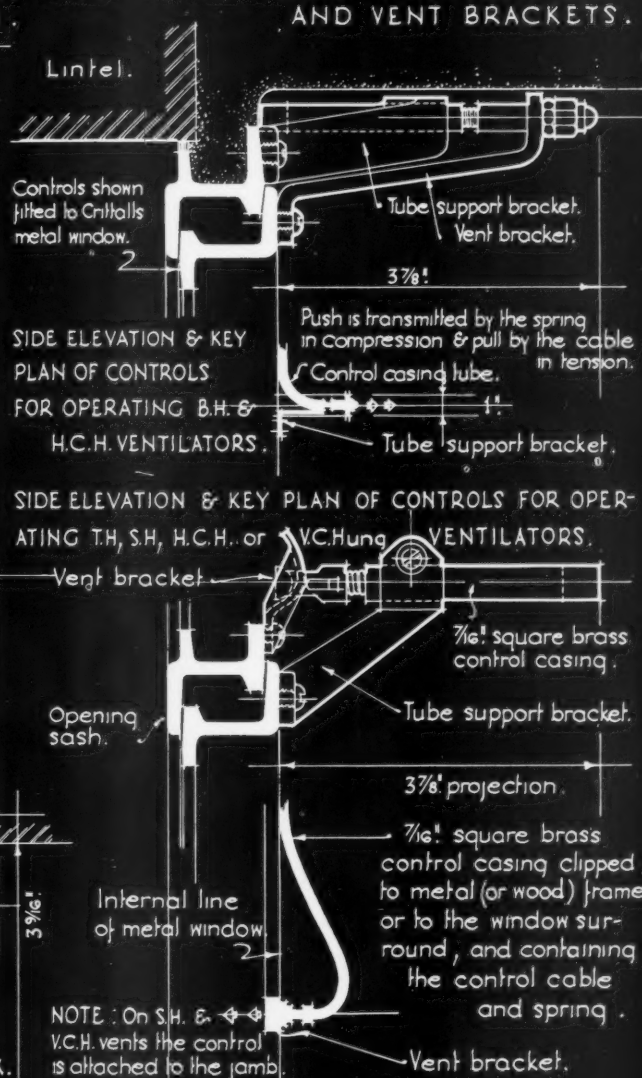 AND VENT BRACKETS.
Lintel.
Controls shown
fitted to Crittalls
metal window.
Tube support bracket.
Vent bracket.
3 7/8"
SIDE ELEVATION & KEY
PLAN OF CONTROLS
FOR OPERATING B.H. &
H.C.H. VENTILATORS.
Push is transmitted by the spring
in compression & pull by the cable
in tension.
Control casing tube.
1"
Tube support bracket.
SIDE ELEVATION & KEY PLAN OF CONTROLS FOR OPER-
ATING T.H, S.H, H.C.H. or V.C.Hung VENTILATORS.
Vent bracket
7/16" square brass
control casing.
Opening
sash.
Tube support bracket.
3 7/8" projection.
3 9/16"
Internal line
of metal window.
7/16" square brass
control casing clipped
to metal (or wood) frame
or to the window sur-
round, and containing
the control cable
and spring.
NOTE : On S.H. &
V.C.H. vents the control
is attached to the jamb.
Vent bracket.